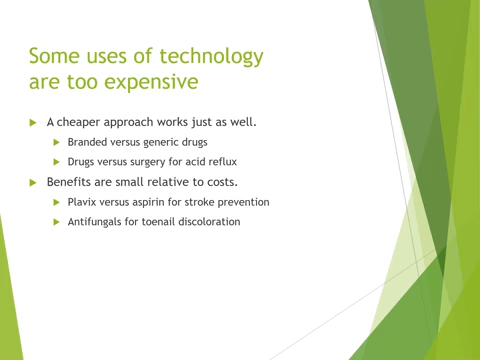 Some uses of technology
are too expensive
A cheaper approach works just as well.
Branded versus generic drugs
Drugs versus surgery for acid reflux
Benefits are small relative to costs.
Plavix versus aspirin for stroke prevention
Antifungals for toenail discoloration